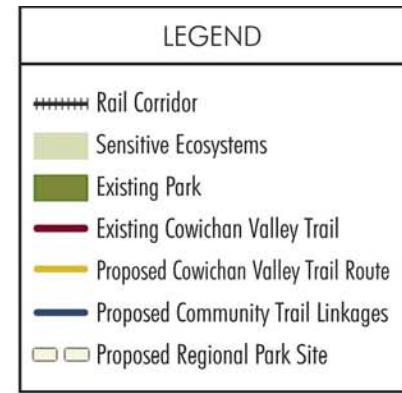 LEGEND
Rail Corridor
Sensitive Ecosystems
Existing Park
Existing Cowichan Valley Trail
Proposed Cowichan Valley Trail Route
Proposed Community Trail Linkages
Proposed Regional Park Site